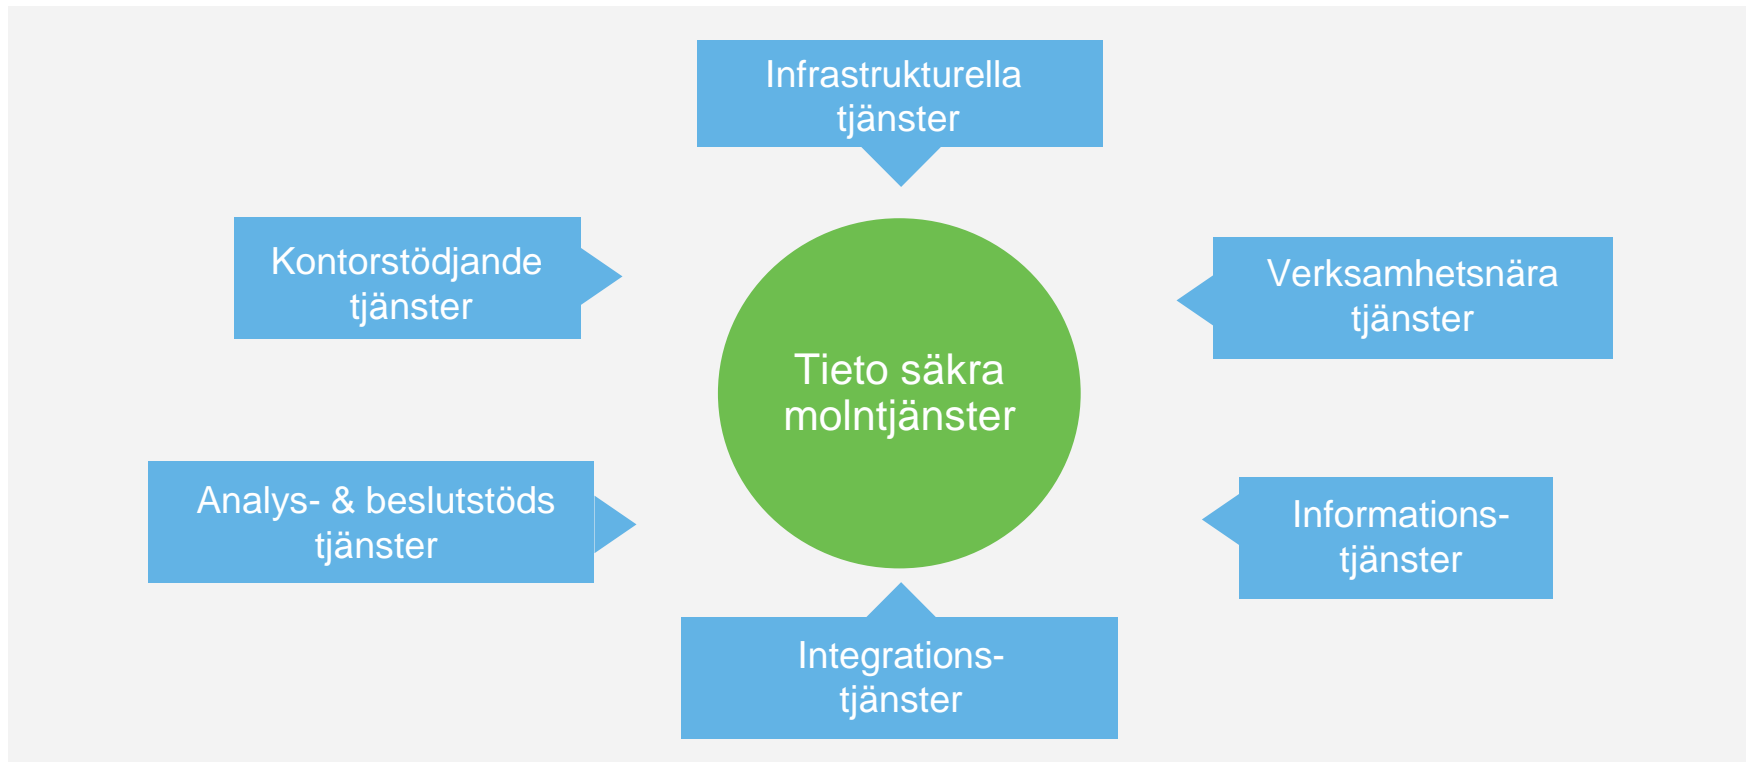 Infrastrukturella
tjänster
Kontorstödjande
tjänster
Verksamhetsnära
tjänster
Tieto säkra
molntjänster
Analys- & beslutstöds
tjänster
Informations-
tjänster
Integrations-
tjänster